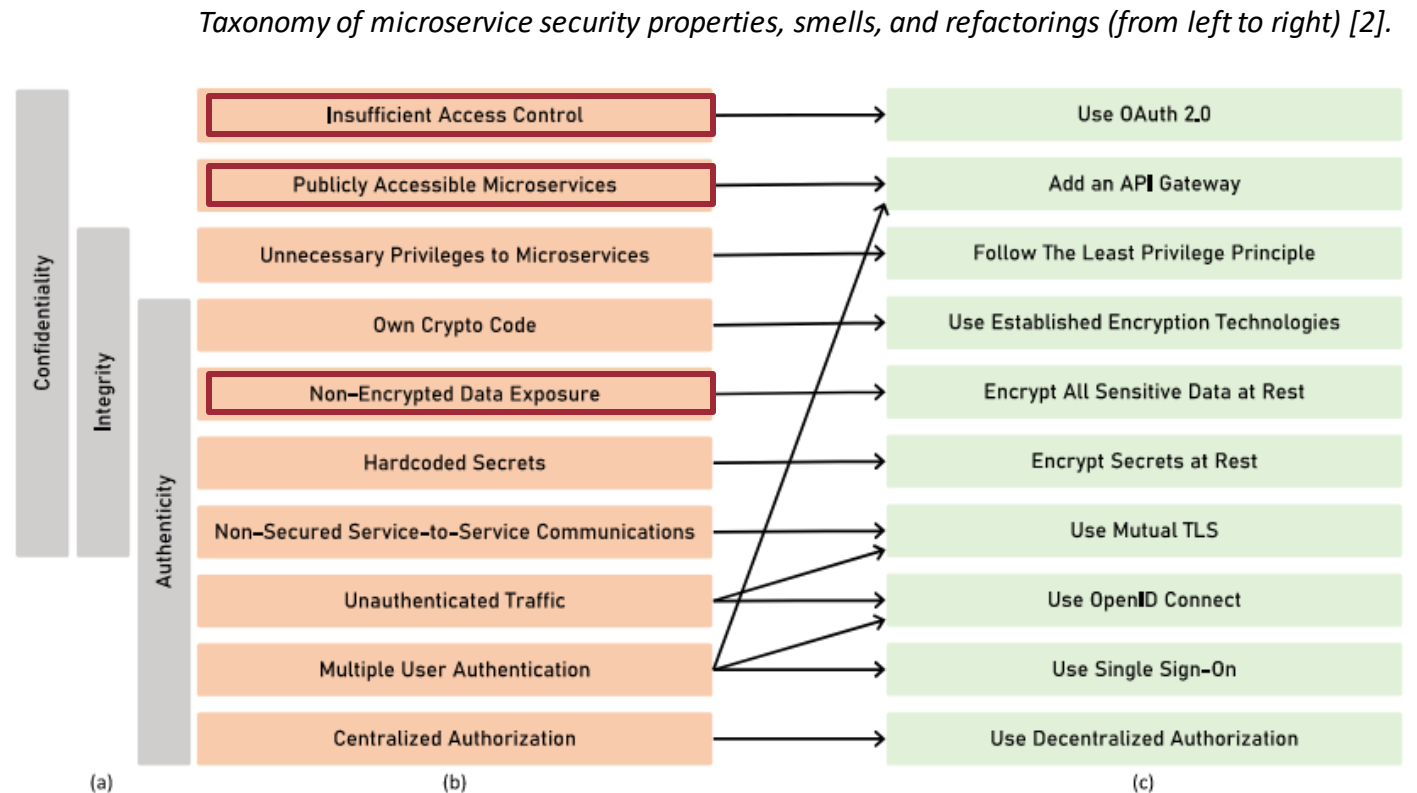 Taxonomy of microservice security properties, smells, and refactorings (from left to right) [2].
Confidentiality
Integrity
Authenticity
Insufficient Access Control
Use OAuth 2.0
Publicly Accessible Microservices
Add an API Gateway
Unnecessary Privileges to Microservices
Follow The Least Privilege Principle
Own Crypto Code
Use Established Encryption Technologies
Non-Encrypted Data Exposure
Encrypt All Sensitive Data at Rest
Hardcoded Secrets
Encrypt Secrets at Rest
Non-Secured Service-to-Service Communications
Use Mutual TLS
Unauthenticated Traffic
Use OpenID Connect
Multiple User Authentication
Use Single Sign-On
Centralized Authorization
Use Decentralized Authorization
(a)
(b)
(c)